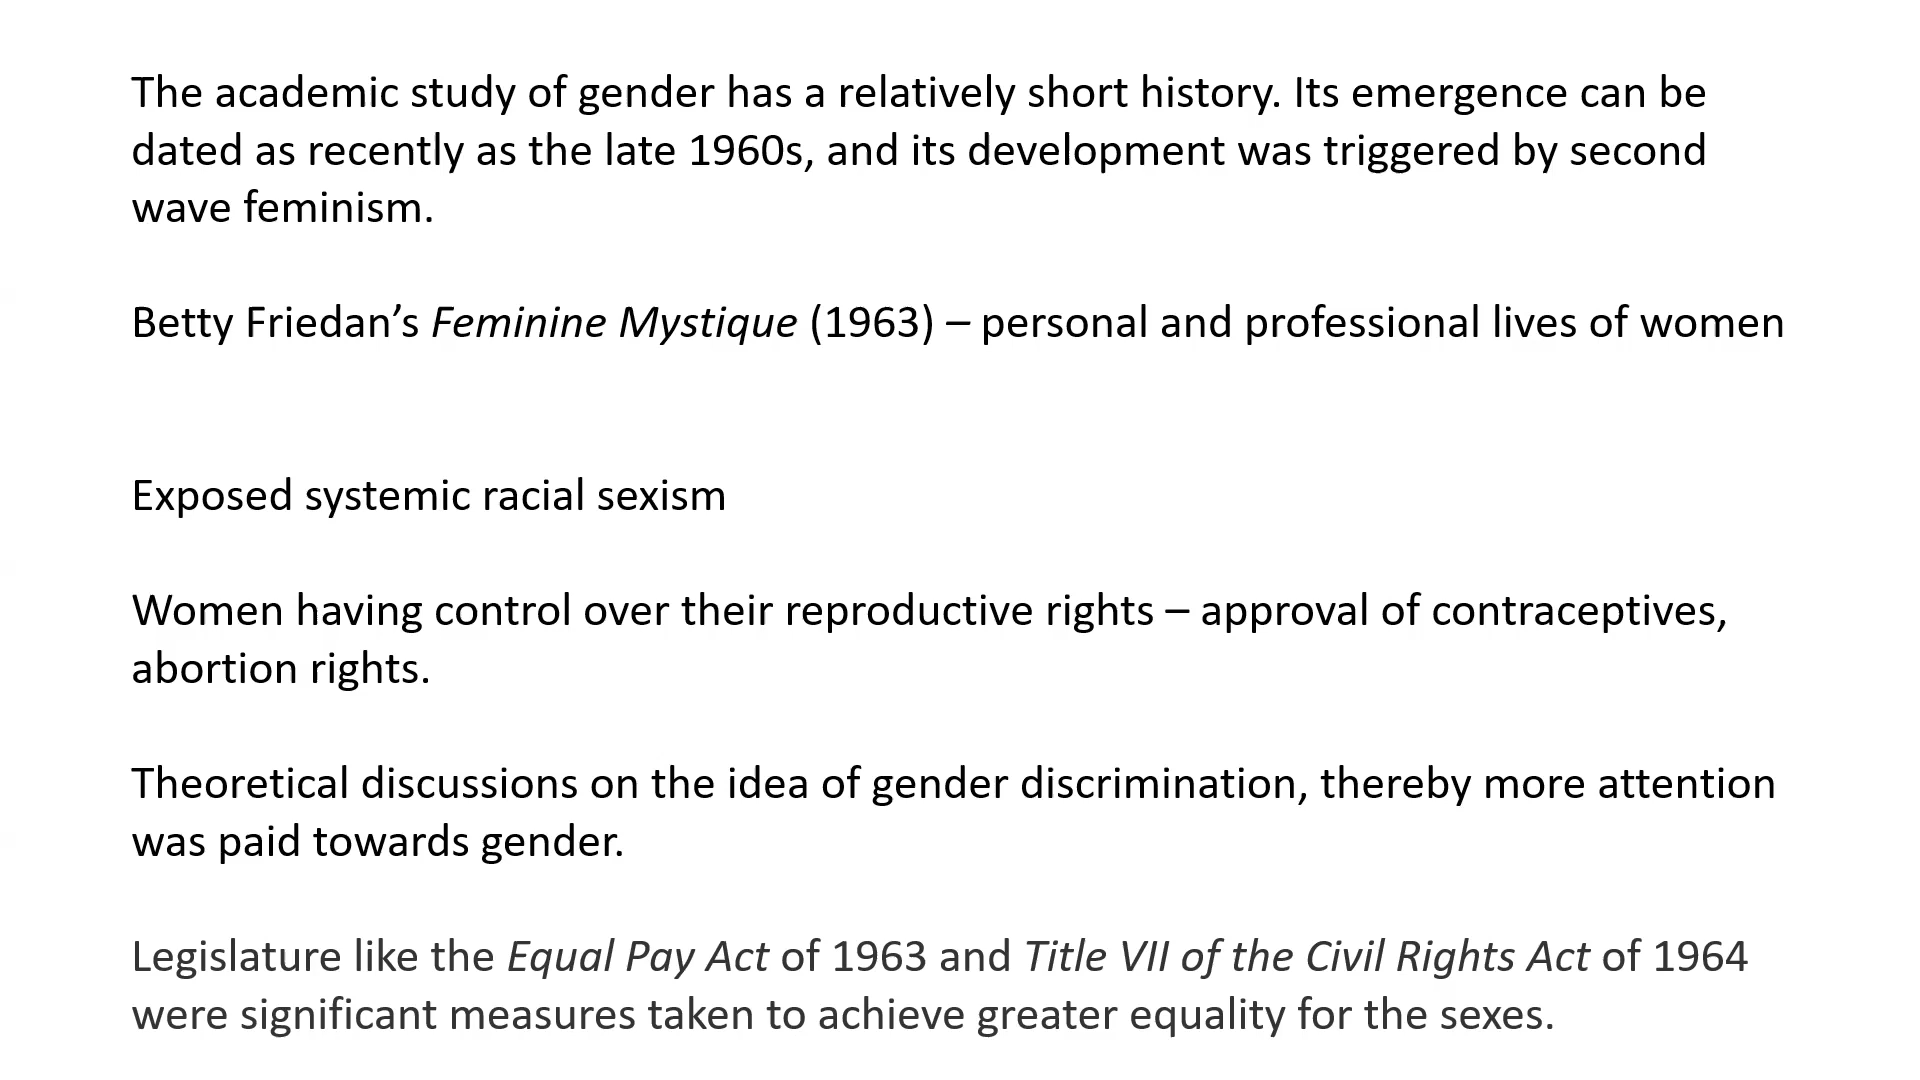 The academic study of gender has a relatively short history. Its emergence can be
dated as recently as the late 1960s, and its development was triggered by second
wave feminism.
Betty Friedan’s Feminine Mystique (1963) – personal and professional lives of women
Exposed systemic racial sexism
Women having control over their reproductive rights – approval of contraceptives,
abortion rights.
Theoretical discussions on the idea of gender discrimination, thereby more attention
was paid towards gender.
Legislature like the Equal Pay Act of 1963 and Title VII of the Civil Rights Act of 1964
were significant measures taken to achieve greater equality for the sexes.